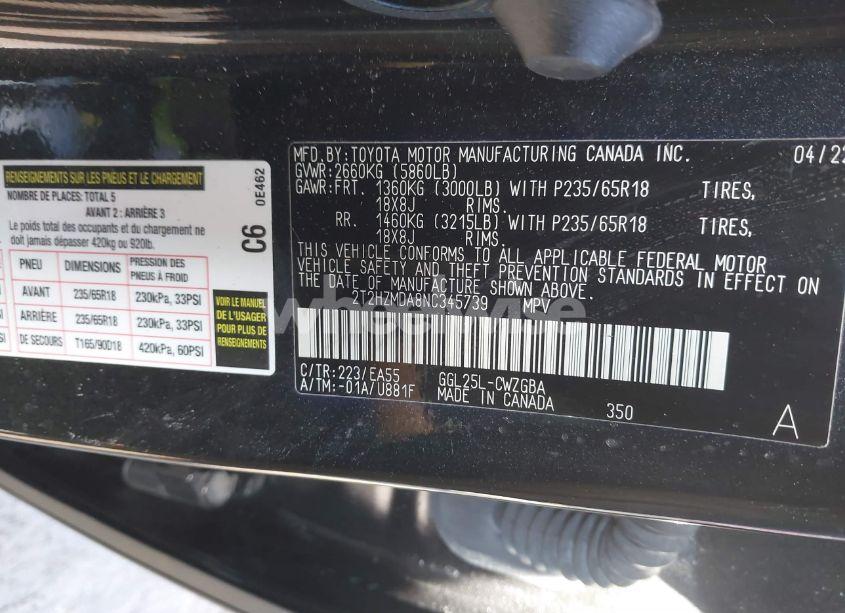 RENSEIGNEMENTS SUR LES PNEUS ET LE CHARGEMENT
NOMBRE DE PLACES: TOTAL 5
AVANT 2 : ARRIÈRE 3
Le poids total des occupants et du chargement ne
doit jamais dépasser 420kg ou 920lb.
0E462
C6
PNEU DIMENSIONS PRESSION DES PNEUS À FROID
AVANT 235/65R18 230kPa, 33PSI
ARRIÈRE 235/65R18 230kPa, 33PSI
DE SECOURS T165/90D18 420kPa, 60PSI
VOIR LE MANUEL
DE L'USAGER
POUR PLUS DE
RENSEIGNEMENTS
MFD.BY:TOYOTA MOTOR MANUFACTURING CANADA INC. 04/22
GVWR:2660KG (5860LB)
GAWR:FRT. 1360KG (3000LB) WITH P235/65R18 TIRES,
18X8J RIMS.
RR. 1460KG (3215LB) WITH P235/65R18 TIRES,
18X8J RIMS.
THIS VEHICLE CONFORMS TO ALL APPLICABLE FEDERAL MOTOR
VEHICLE SAFETY AND THEFT PREVENTION STANDARDS IN EFFECT ON
THE DATE OF MANUFACTURE SHOWN ABOVE.
2T2HZMDA8NC345739 MPV
C/TR:223/EA55 GGL25L-CWZGBA
A/TM:-01A/U881F MADE IN CANADA 350
A